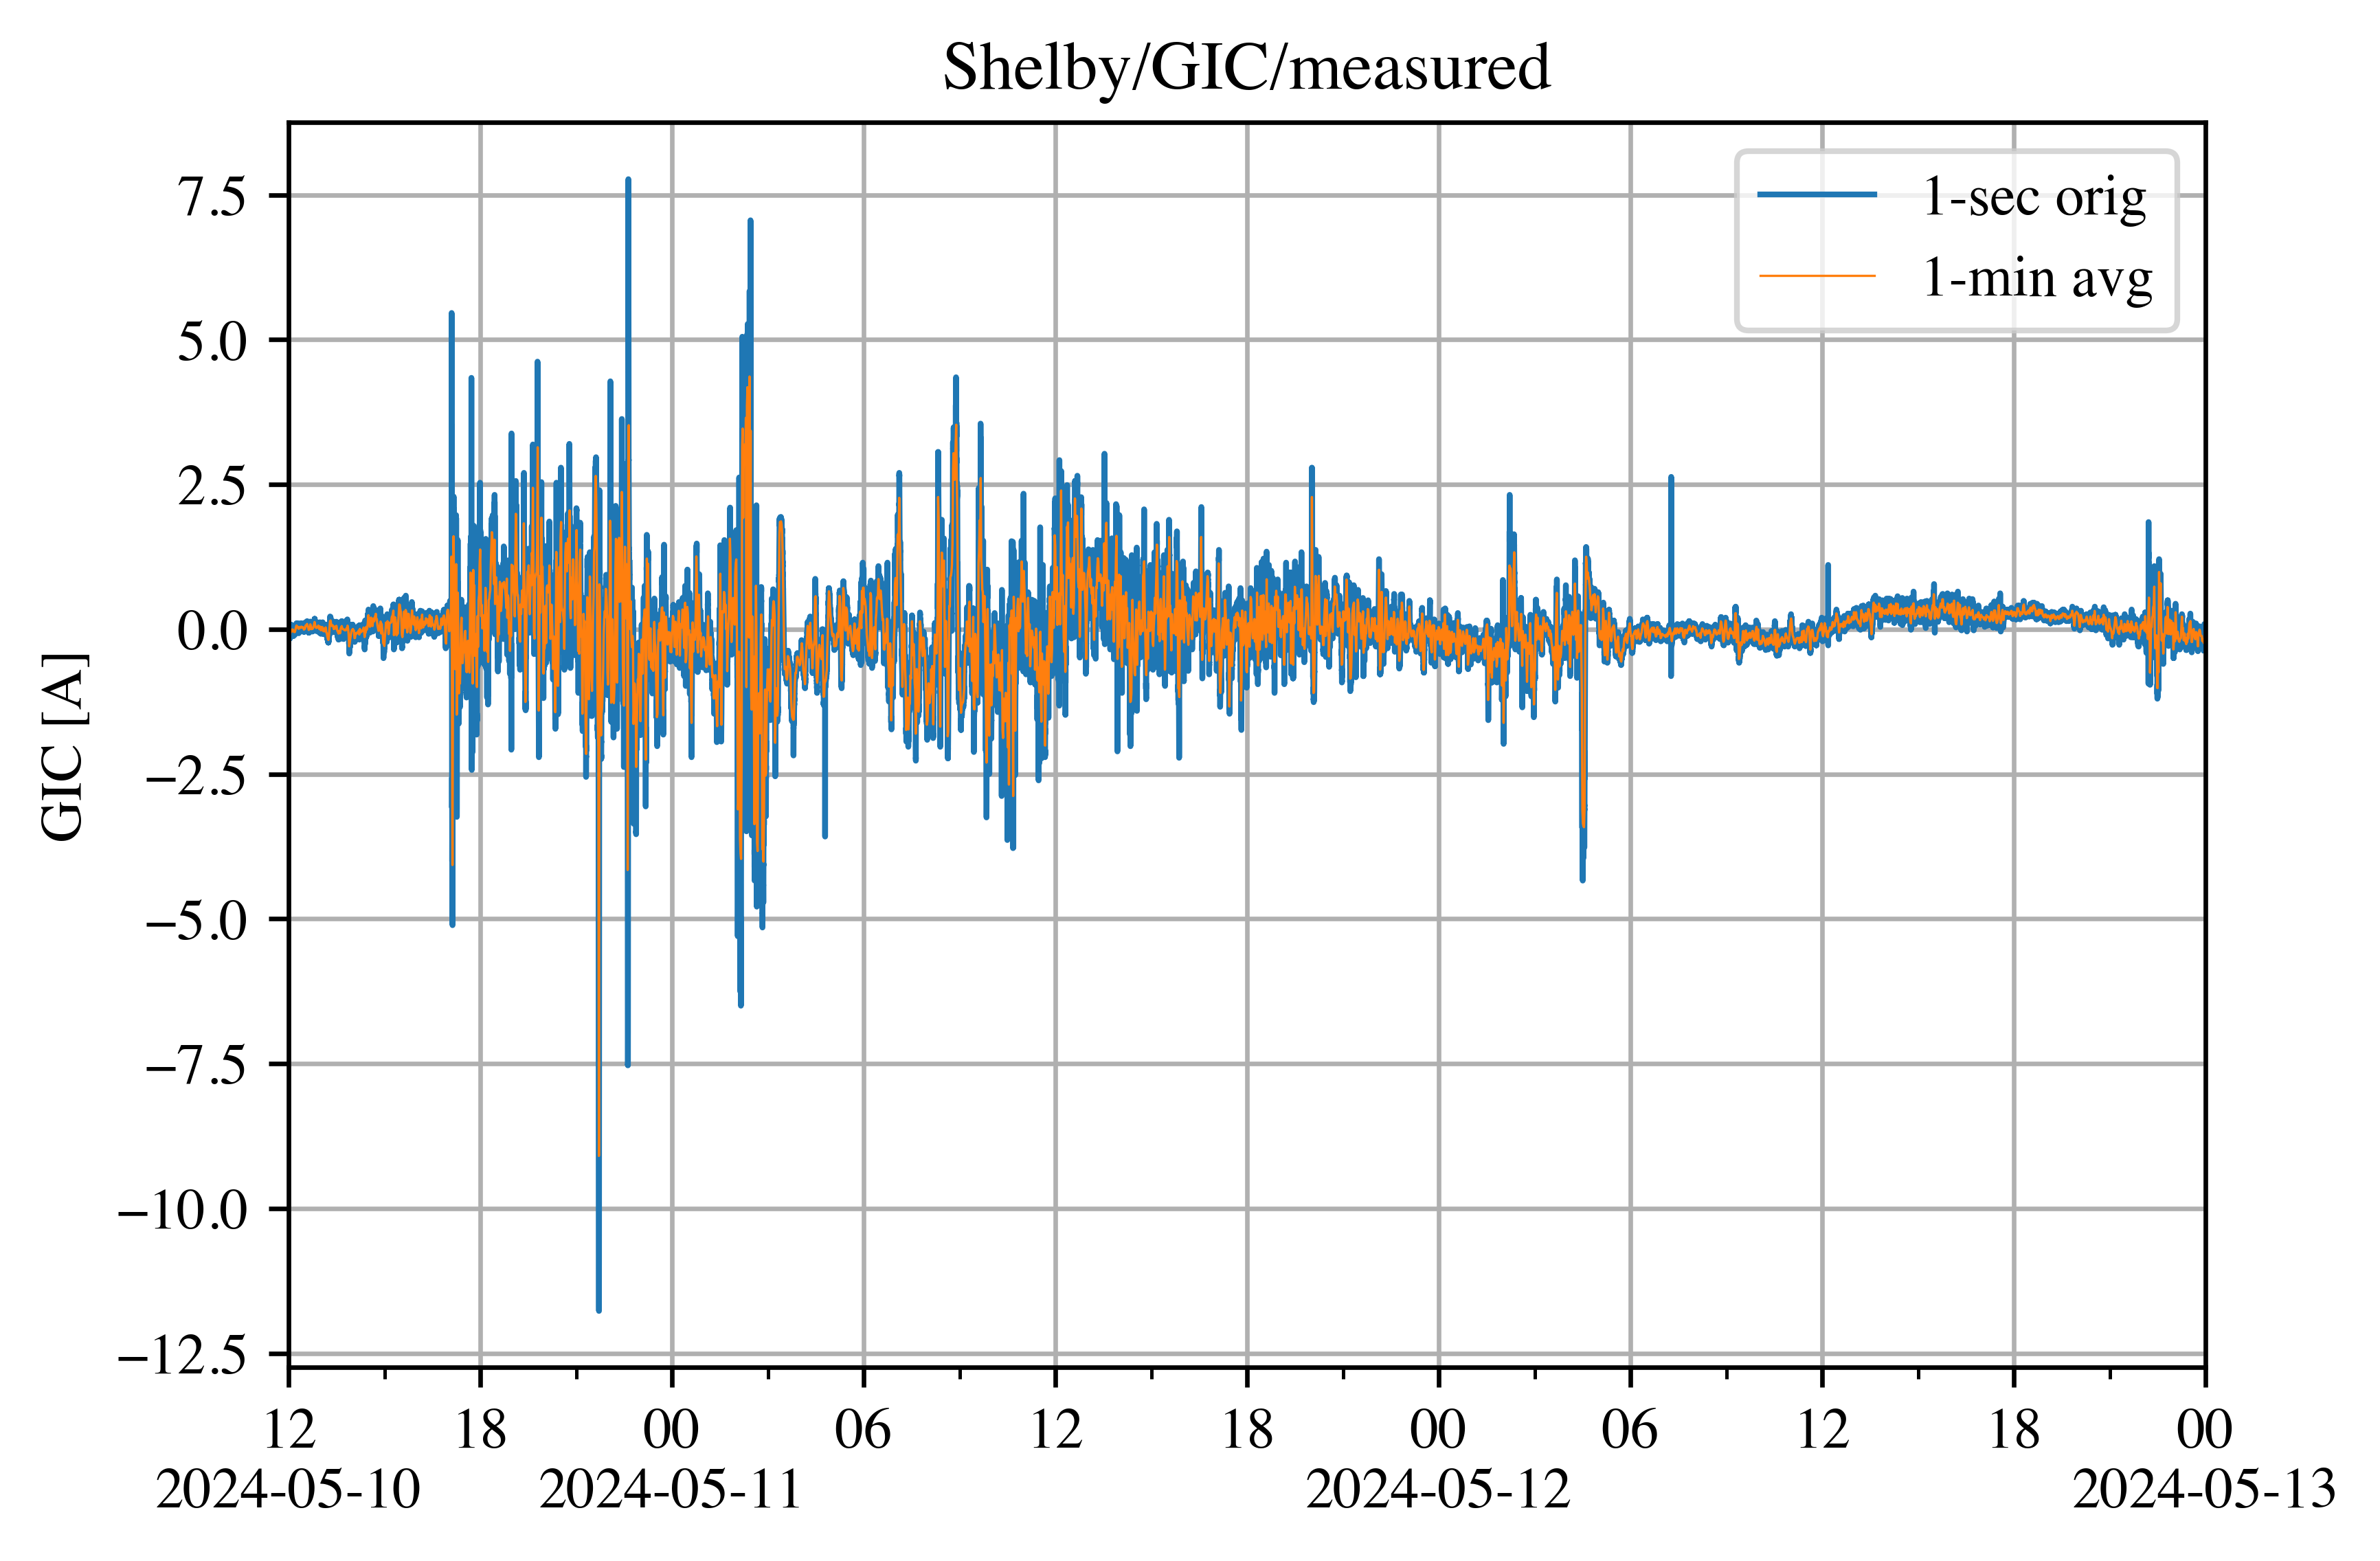 Shelby/GIC/measured
1-sec orig
1-min avg
GIC [A]
7.5
5.0
2.5
0.0
−2.5
−5.0
−7.5
−10.0
−12.5
12 18 00 06 12 18 00 06 12 18 00
2024-05-10 2024-05-11 2024-05-12 2024-05-13